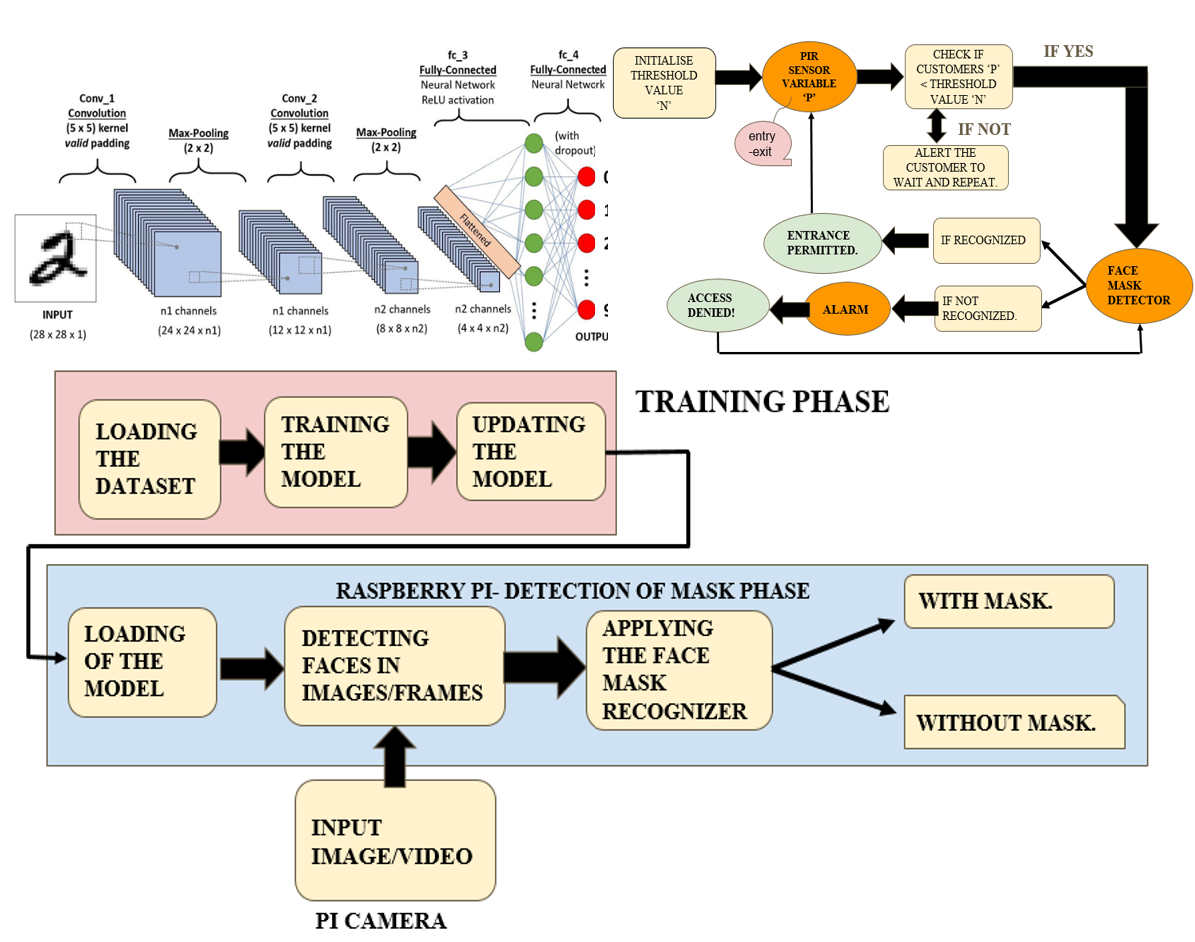 fc_3
Fully-Connected
Neural Network
ReLU activation
fc_4
Fully-Connected
Neural Network
(with
dropout)
Conv_1
Convolution
(5 x 5) kernel
valid padding
Max-Pooling
(2 x 2)
Conv_2
Convolution
(5 x 5) kernel
valid padding
Max-Pooling
(2 x 2)
Flattened
0
1
2
9
INPUT
(28 x 28 x 1)
n1 channels
(24 x 24 x n1)
n1 channels
(12 x 12 x n1)
n2 channels
(8 x 8 x n2)
n2 channels
(4 x 4 x n2)
OUTPU
INITIALISE
THRESHOLD
VALUE
‘N’
PIR
SENSOR
VARIABLE
‘P’
entry
-exit
CHECK IF
CUSTOMERS ‘P’
< THRESHOLD
VALUE ‘N’
IF YES
IF NOT
ALERT THE
CUSTOMER TO
WAIT AND REPEAT.
ENTRANCE
PERMITTED.
IF RECOGNIZED
FACE
MASK
DETECTOR
ACCESS
DENIED!
ALARM
IF NOT
RECOGNIZED.
TRAINING PHASE
LOADING
THE
DATASET
TRAINING
THE
MODEL
UPDATING
THE
MODEL
RASPBERRY PI- DETECTION OF MASK PHASE
LOADING
OF THE
MODEL
DETECTING
FACES IN
IMAGES/FRAMES
APPLYING
THE FACE
MASK
RECOGNIZER
WITH MASK.
WITHOUT MASK.
INPUT
IMAGE/VIDEO
PI CAMERA